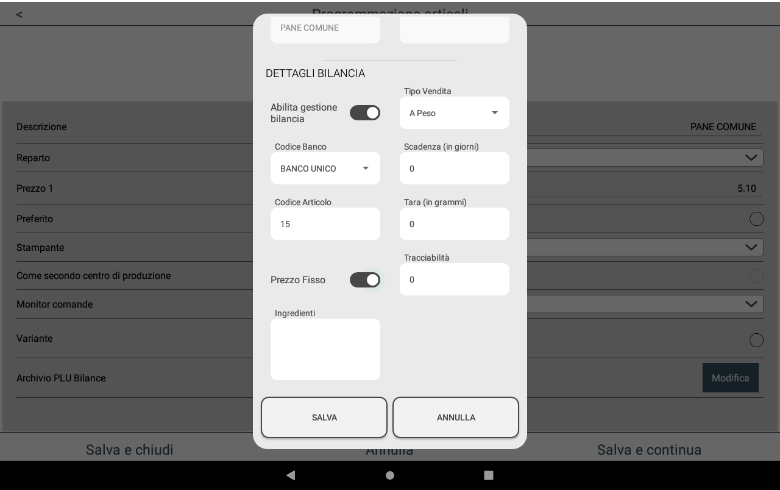 <
Programmazione articoli
PANE COMUNE
DETTAGLI BILANCIA
Tipo Vendita
Abilita gestione
bilancia
A Peso
Codice Banco
Scadenza (in giorni)
BANCO UNICO
0
Codice Articolo
Tara (in grammi)
15
0
Tracciabilità
Prezzo Fisso
0
Ingredienti
SALVA
ANNULLA
Descrizione
PANE COMUNE
Reparto
Prezzo 1
5.10
Preferito
Stampante
Come secondo centro di produzione
Monitor comande
Variante
Archivio PLU Bilance
Modifica
Salva e chiudi
Annulla
Salva e continua